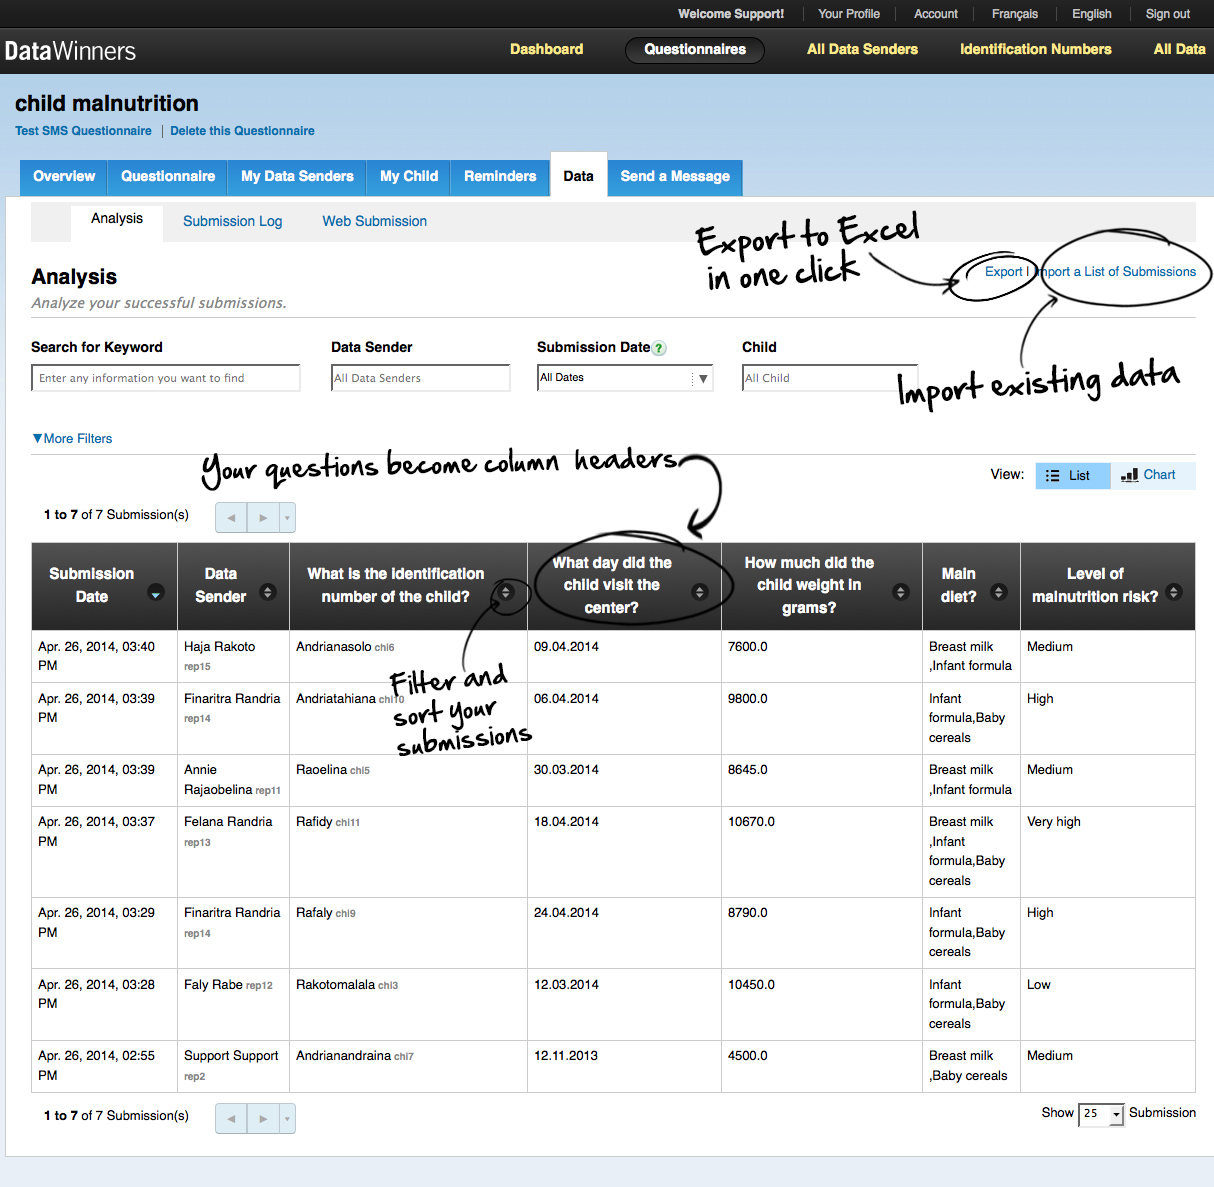 Welcome Support! Your Profile Account Français English Sign out
DataWinners Dashboard Questionnaires All Data Senders Identification Numbers All Data
child malnutrition
Test SMS Questionnaire | Delete this Questionnaire
Overview Questionnaire My Data Senders My Child Reminders Data Send a Message
Analysis Submission Log Web Submission
Export to Excel
in one click
Analysis
Export | Import a List of Submissions
Analyze your successful submissions.
Search for Keyword Data Sender Submission Date ? Child
Enter any information you want to find All Data Senders All Dates All Child
Import existing data
▼More Filters
Your questions become column headers
View: List Chart
1 to 7 of 7 Submission(s)
Submission
Date
Data
Sender
What is the identification
number of the child?
What day did the
child visit the
center?
How much did the
child weight in
grams?
Main
diet?
Level of
malnutrition risk?
Apr. 26, 2014, 03:40
PM
Haja Rakoto
rep15
Andrianasolo chi6
09.04.2014
7600.0
Breast milk
,Infant formula
Medium
Filter and
sort your
submissions
Apr. 26, 2014, 03:39
PM
Finaritra Randria
rep14
Andriatahiana chi10
06.04.2014
9800.0
Infant
formula,Baby
cereals
High
Apr. 26, 2014, 03:39
PM
Annie
Rajaobelina rep11
Raoelina chi5
30.03.2014
8645.0
Breast milk
,Infant formula
Medium
Apr. 26, 2014, 03:37
PM
Felana Randria
rep13
Rafidy chi11
18.04.2014
10670.0
Breast milk
,Infant
formula,Baby
cereals
Very high
Apr. 26, 2014, 03:29
PM
Finaritra Randria
rep14
Rafaly chi9
24.04.2014
8790.0
Infant
formula,Baby
cereals
High
Apr. 26, 2014, 03:28
PM
Faly Rabe rep12
Rakotomalala chi3
12.03.2014
10450.0
Infant
formula,Baby
cereals
Low
Apr. 26, 2014, 02:55
PM
Support Support
rep2
Andrianandraina chi7
12.11.2013
4500.0
Breast milk
,Baby cereals
Medium
1 to 7 of 7 Submission(s)
Show 25 Submission